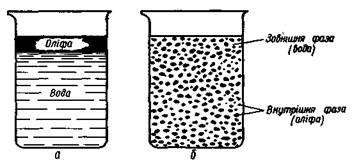 Оліфа
Вода
Зовнішня фаза
(вода)
Внутрішня фаза
(оліфа)
а
б